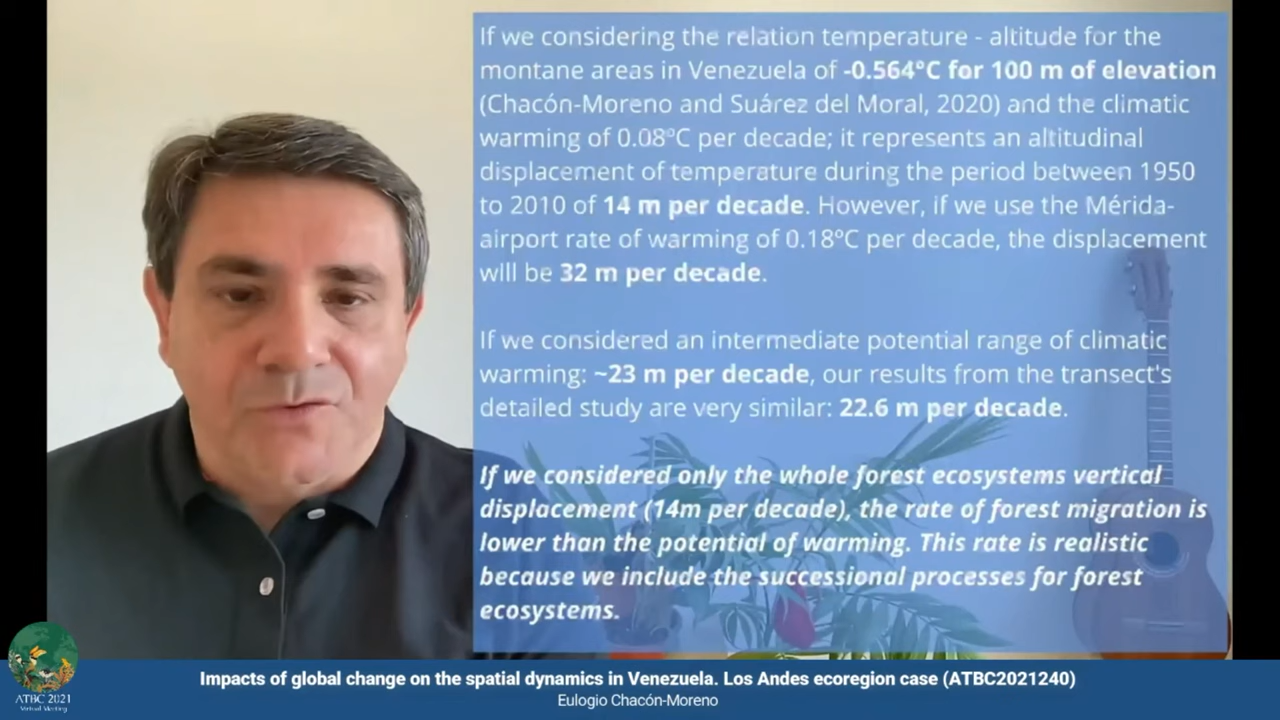 If we considering the relation temperature - altitude for the
montane areas in Venezuela of -0.564°C for 100 m of elevation
(Chacón-Moreno and Suárez del Moral, 2020) and the climatic
warming of 0.08°C per decade; it represents an altitudinal
displacement of temperature during the period between 1950
to 2010 of 14 m per decade. However, if we use the Mérida-
airport rate of warming of 0.18°C per decade, the displacement
will be 32 m per decade.
If we considered an intermediate potential range of climatic
warming: ~23 m per decade, our results from the transect's
detailed study are very similar: 22.6 m per decade.
If we considered only the whole forest ecosystems vertical
displacement (14m per decade), the rate of forest migration is
lower than the potential of warming. This rate is realistic
because we include the successional processes for forest
ecosystems.
ATBC 2021
Virtual Meeting
Impacts of global change on the spatial dynamics in Venezuela. Los Andes ecoregion case (ATBC2021240)
Eulogio Chacón-Moreno